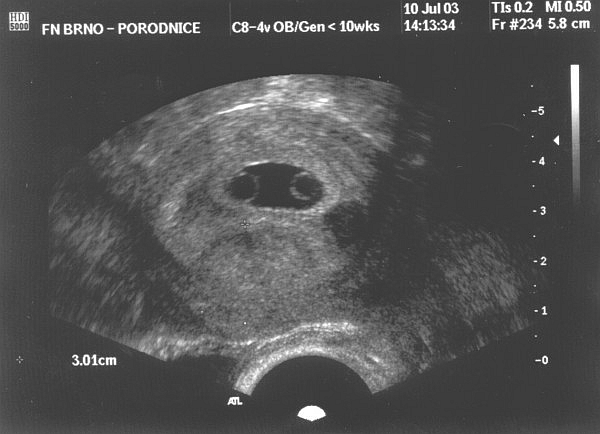 HDI
5000
FN BRNO – PORODNICE
C8–4v OB/Gen < 10wks
10 Jul 03
14:13:34
TIs 0.2 MI 0.50
Fr #234 5.8 cm
-5
-4
-3
-2
-1
-0
3.01cm
ATL